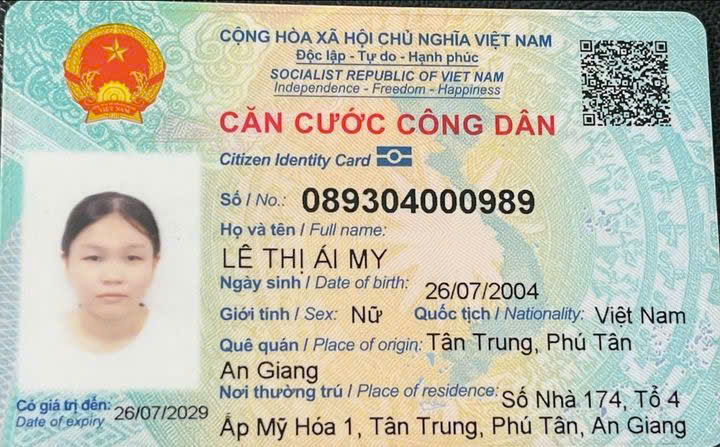 CỘNG HÒA XÃ HỘI CHỦ NGHĨA VIỆT NAM
Độc lập - Tự do - Hạnh phúc
SOCIALIST REPUBLIC OF VIET NAM
Independence - Freedom - Happiness
CĂN CƯỚC CÔNG DÂN
Citizen Identity Card
Số / No.: 089304000989
Họ và tên / Full name:
LÊ THỊ ÁI MY
Ngày sinh / Date of birth: 26/07/2004
Giới tính / Sex: Nữ Quốc tịch / Nationality: Việt Nam
Quê quán / Place of origin: Tân Trung, Phú Tân
An Giang
Nơi thường trú / Place of residence: Số Nhà 174, Tổ 4
Ấp Mỹ Hóa 1, Tân Trung, Phú Tân, An Giang
Có giá trị đến: 26/07/2029
Date of expiry
VIỆT NAM